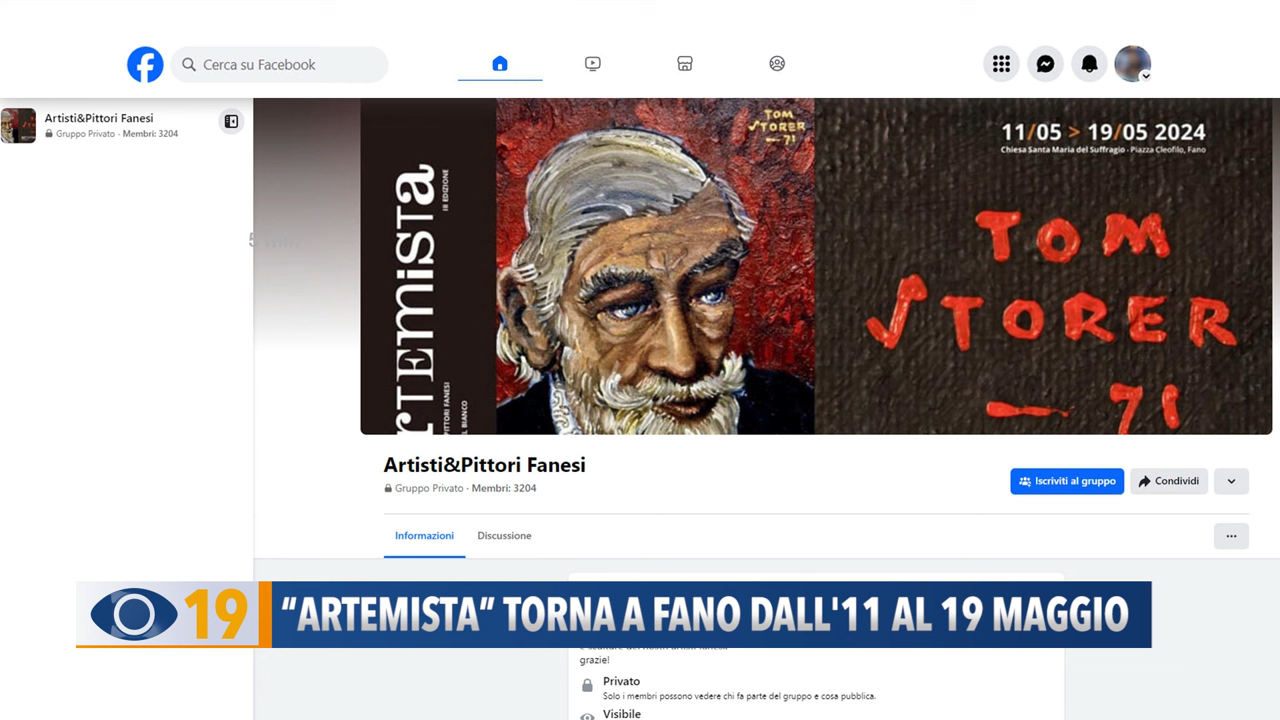 Cerca su Facebook
Artisti&Pittori Fanesi
Gruppo Privato · Membri: 3204
ARTEMISTA
III EDIZIONE
PITTORI FANESI
TOM
STORER
-71
11/05 > 19/05 2024
Chiesa Santa Maria del Suffragio · Piazza Cleofilo, Fano
TOM
STORER
- 71
Artisti&Pittori Fanesi
Gruppo Privato · Membri: 3204
Iscriviti al gruppo
Condividi
Informazioni
Discussione
19
“ARTEMISTA” TORNA A FANO DALL'11 AL 19 MAGGIO
grazie!
Privato
Solo i membri possono vedere chi fa parte del gruppo e cosa pubblica.
Visibile